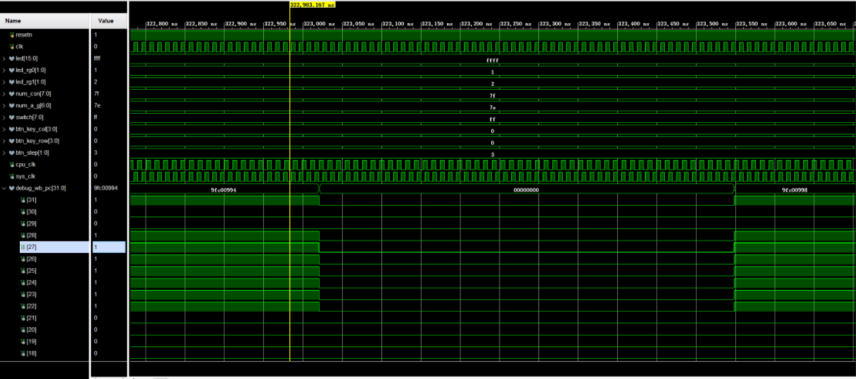 322,983.167 ns
Name Value 322,800 ns 322,850 ns 322,900 ns 322,950 ns 323,000 ns 323,050 ns 323,100 ns 323,150 ns 323,200 ns 323,250 ns 323,300 ns 323,350 ns 323,400 ns 323,450 ns 323,500 ns 323,550 ns 323,600 ns 323,650 ns
resetn 1
clk 0
led[15:0] ffff ffff
led_rg0[1:0] 1 1
led_rg1[1:0] 2 2
num_csn[7:0] 7f 7f
num_a_g[6:0] 7e 7e
switch[7:0] ff ff
btn_key_col[3:0] 0 0
btn_key_row[3:0] 0 0
btn_step[1:0] 3 3
cpu_clk 0
sys_clk 0
debug_wb_pc[31:0] 9fc00994 9fc00994 00000000 9fc00998
[31] 1
[30] 0
[29] 0
[28] 1
[27] 1
[26] 1
[25] 1
[24] 1
[23] 1
[22] 1
[21] 0
[20] 0
[19] 0
[18] 0